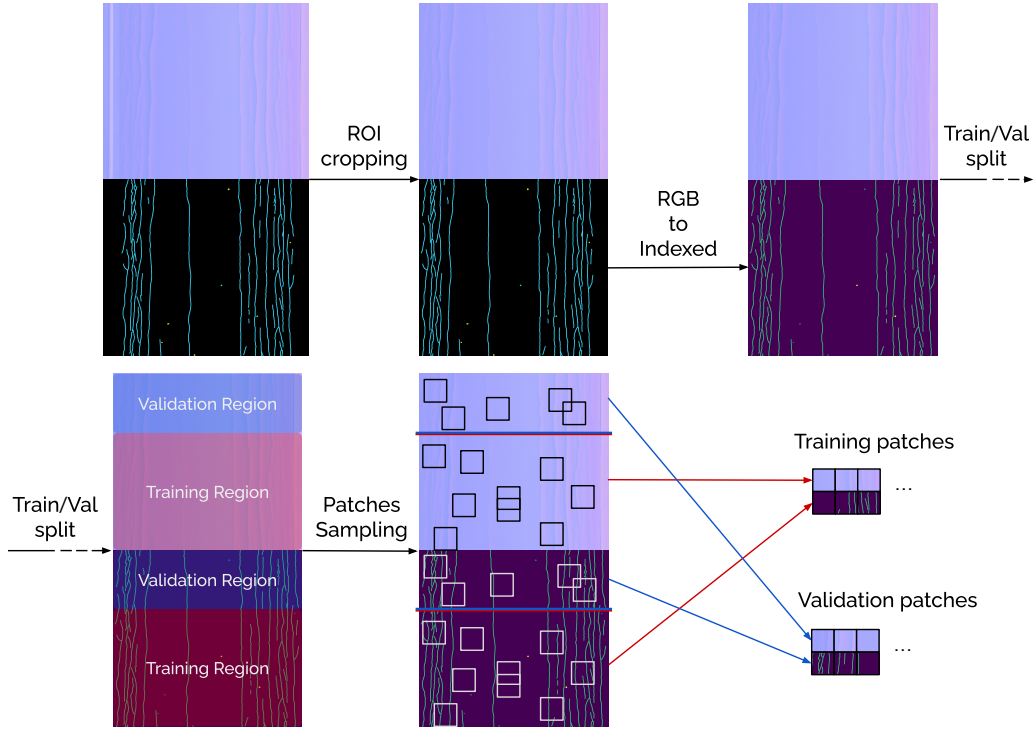 ROI
cropping
RGB
to
Indexed
Train/Val
split
Train/Val
split
Validation Region
Training Region
Validation Region
Training Region
Patches
Sampling
Training patches
...
Validation patches
...